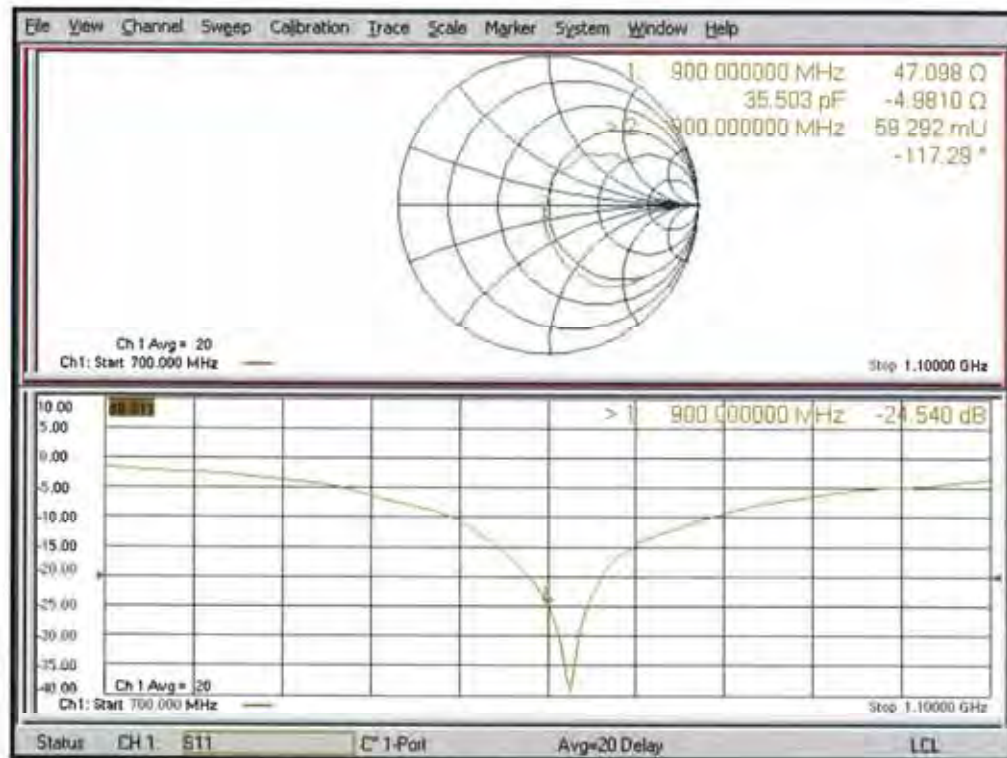 File View Channel Sweep Calibration Trace Scale Marker System Window Help
1 900.000000 MHz 47.098 Ω
35.503 pF -4.9810 Ω
> 2 900.000000 MHz 59.292 mU
-117.29 °
Ch 1 Avg = 20
Ch1: Start 700.000 MHz
Stop 1.10000 GHz
10.00
> 1 900.000000 MHz -24.540 dB
5.00
0.00
-5.00
-10.00
-15.00
-20.00
-25.00
-30.00
-35.00
-40.00
Ch 1 Avg = 20
Ch1: Start 700.000 MHz
Stop 1.10000 GHz
Status CH 1: S11 C* 1-Port Avg=20 Delay LCL